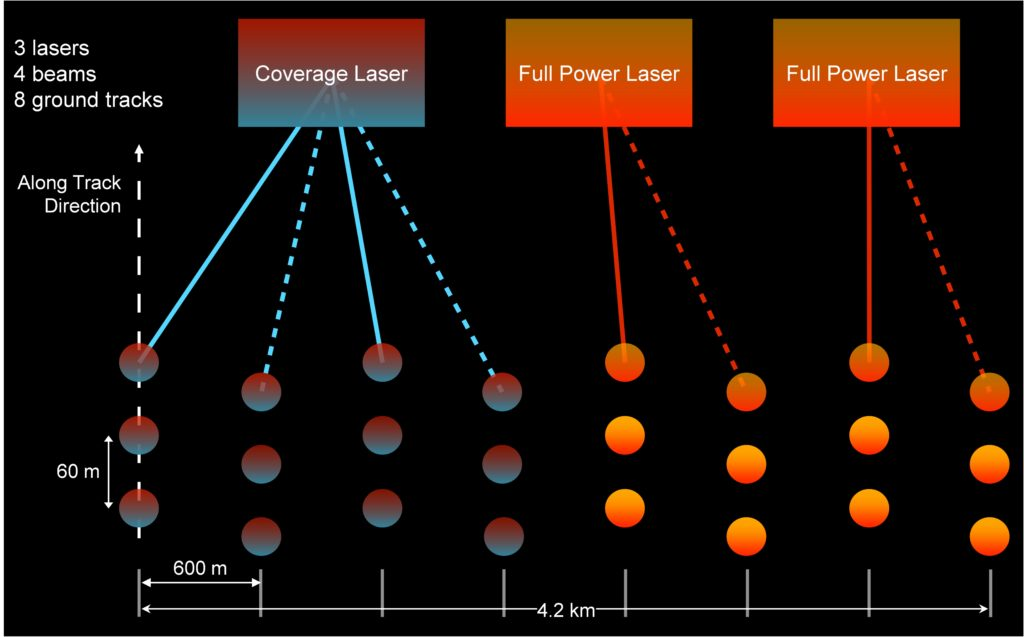 3 lasers
4 beams
8 ground tracks
Coverage Laser
Full Power Laser
Full Power Laser
Along Track
Direction
60 m
600 m
4.2 km